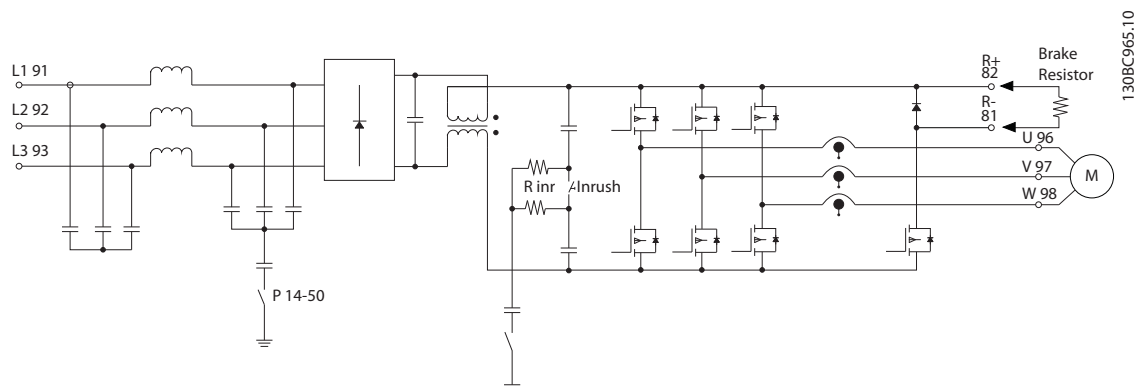 130BC965.10
L1 91
L2 92
L3 93
P 14-50
R inr
Inrush
R+
82
R-
81
Brake
Resistor
U 96
V 97
W 98
M